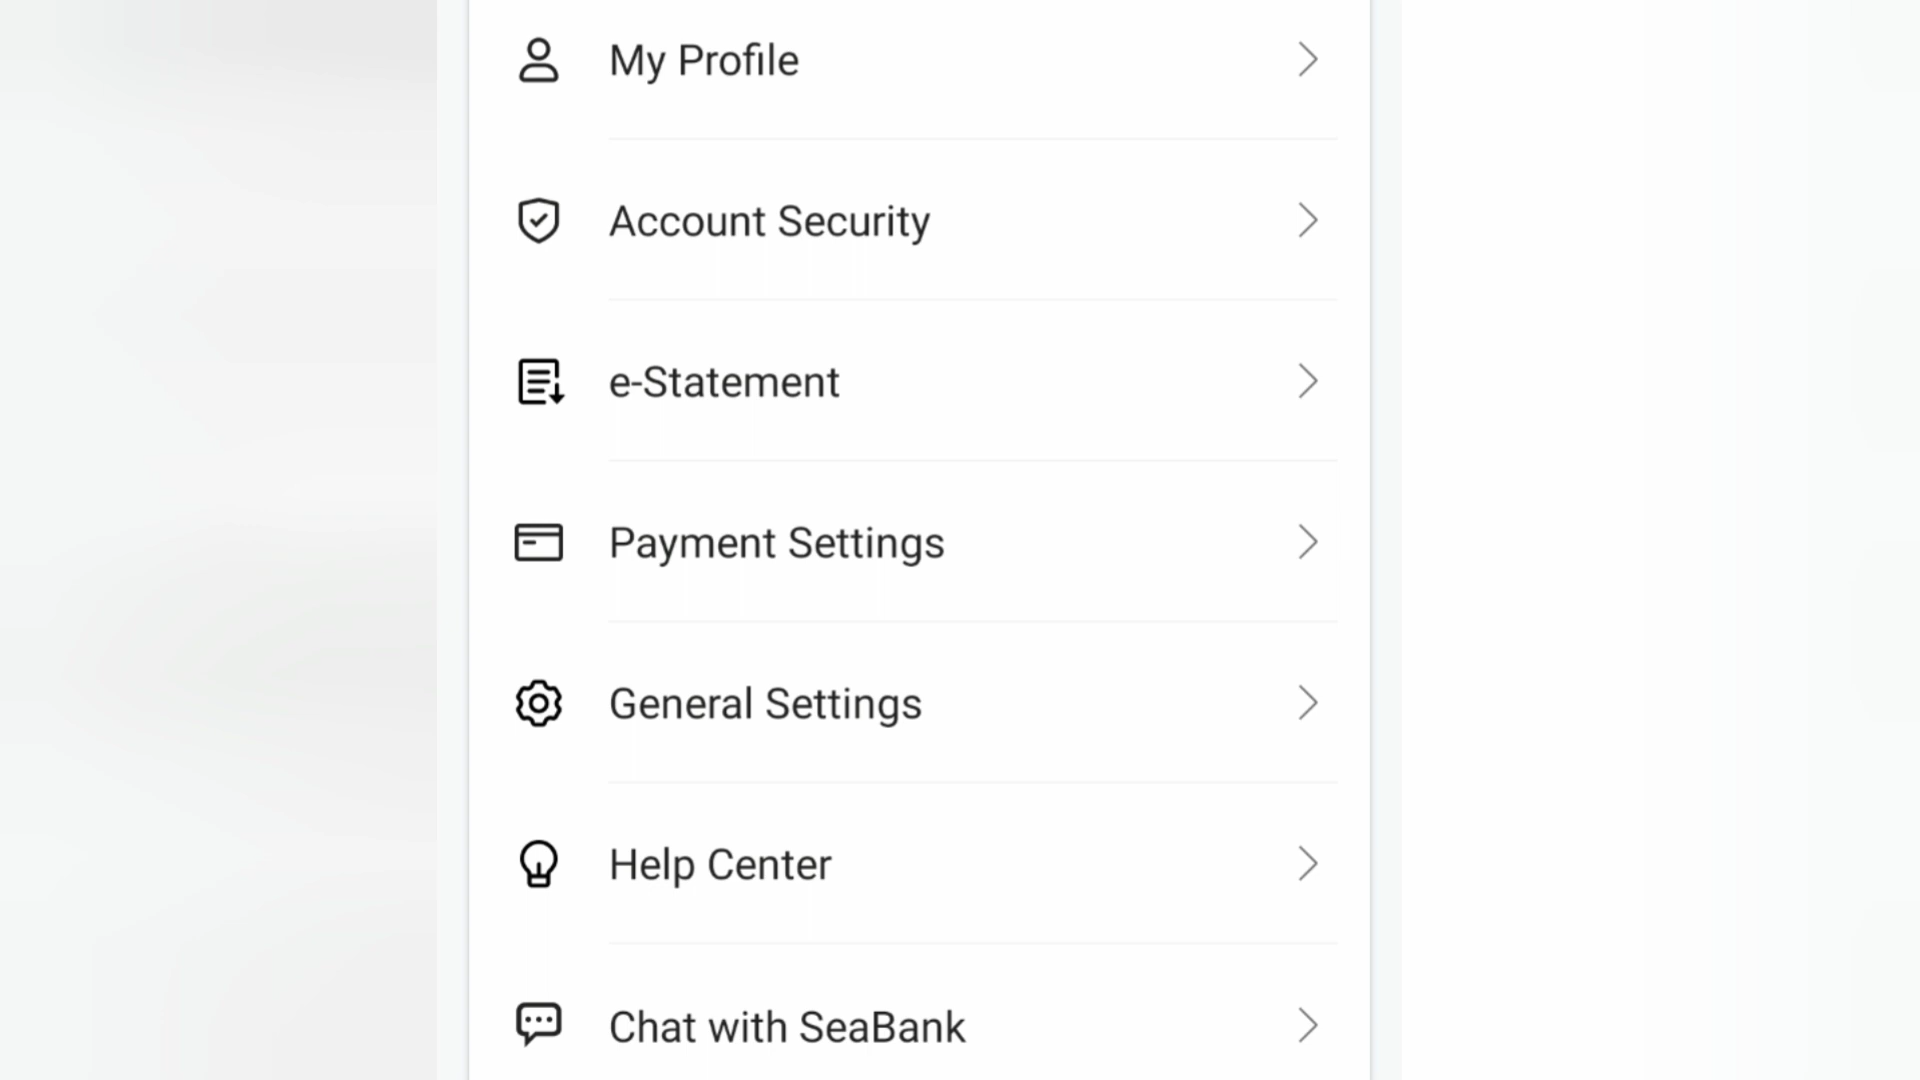 My Profile
Account Security
e-Statement
Payment Settings
General Settings
Help Center
Chat with SeaBank